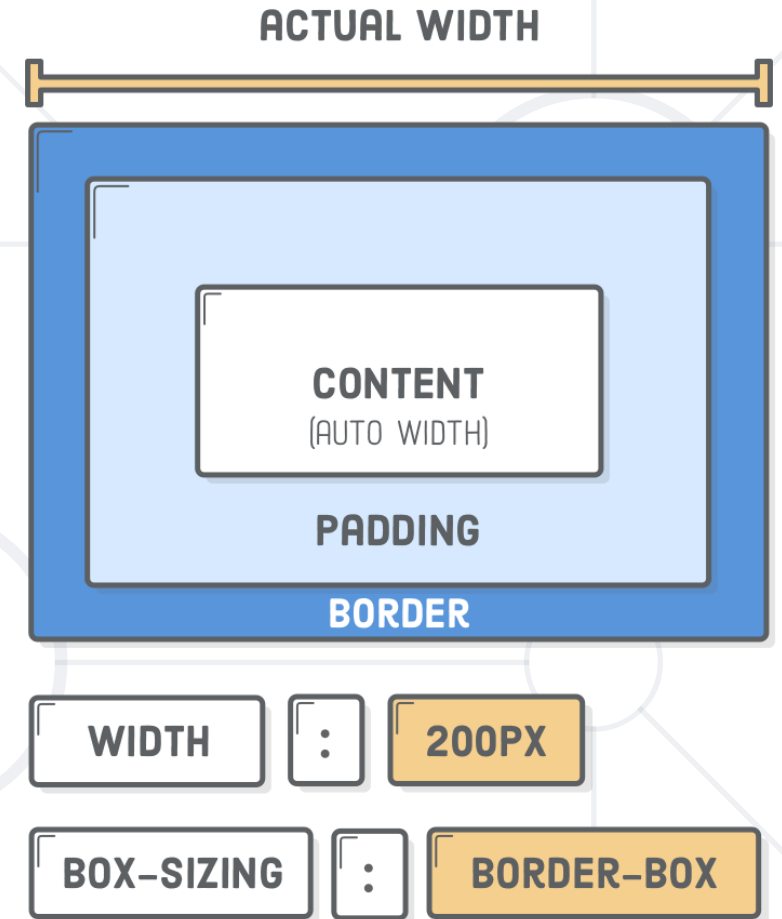 ACTUAL WIDTH
CONTENT
(AUTO WIDTH)
PADDING
BORDER
WIDTH : 200PX
BOX-SIZING : BORDER-BOX